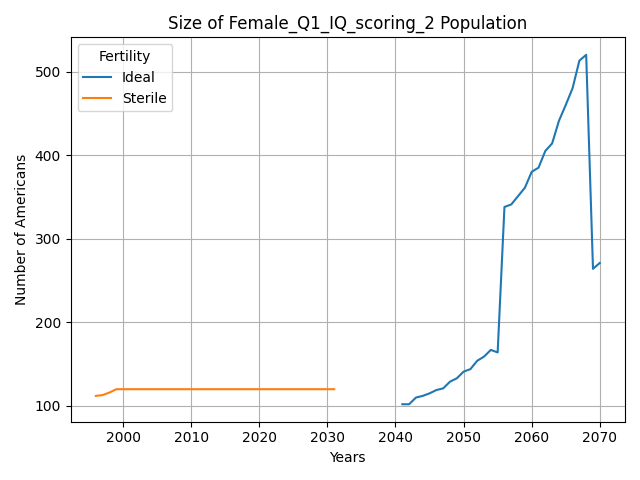 Size of Female_Q1_IQ_scoring_2 Population
Fertility
Ideal
Sterile
Number of Americans
500
400
300
200
100
2000 2010 2020 2030 2040 2050 2060 2070
Years